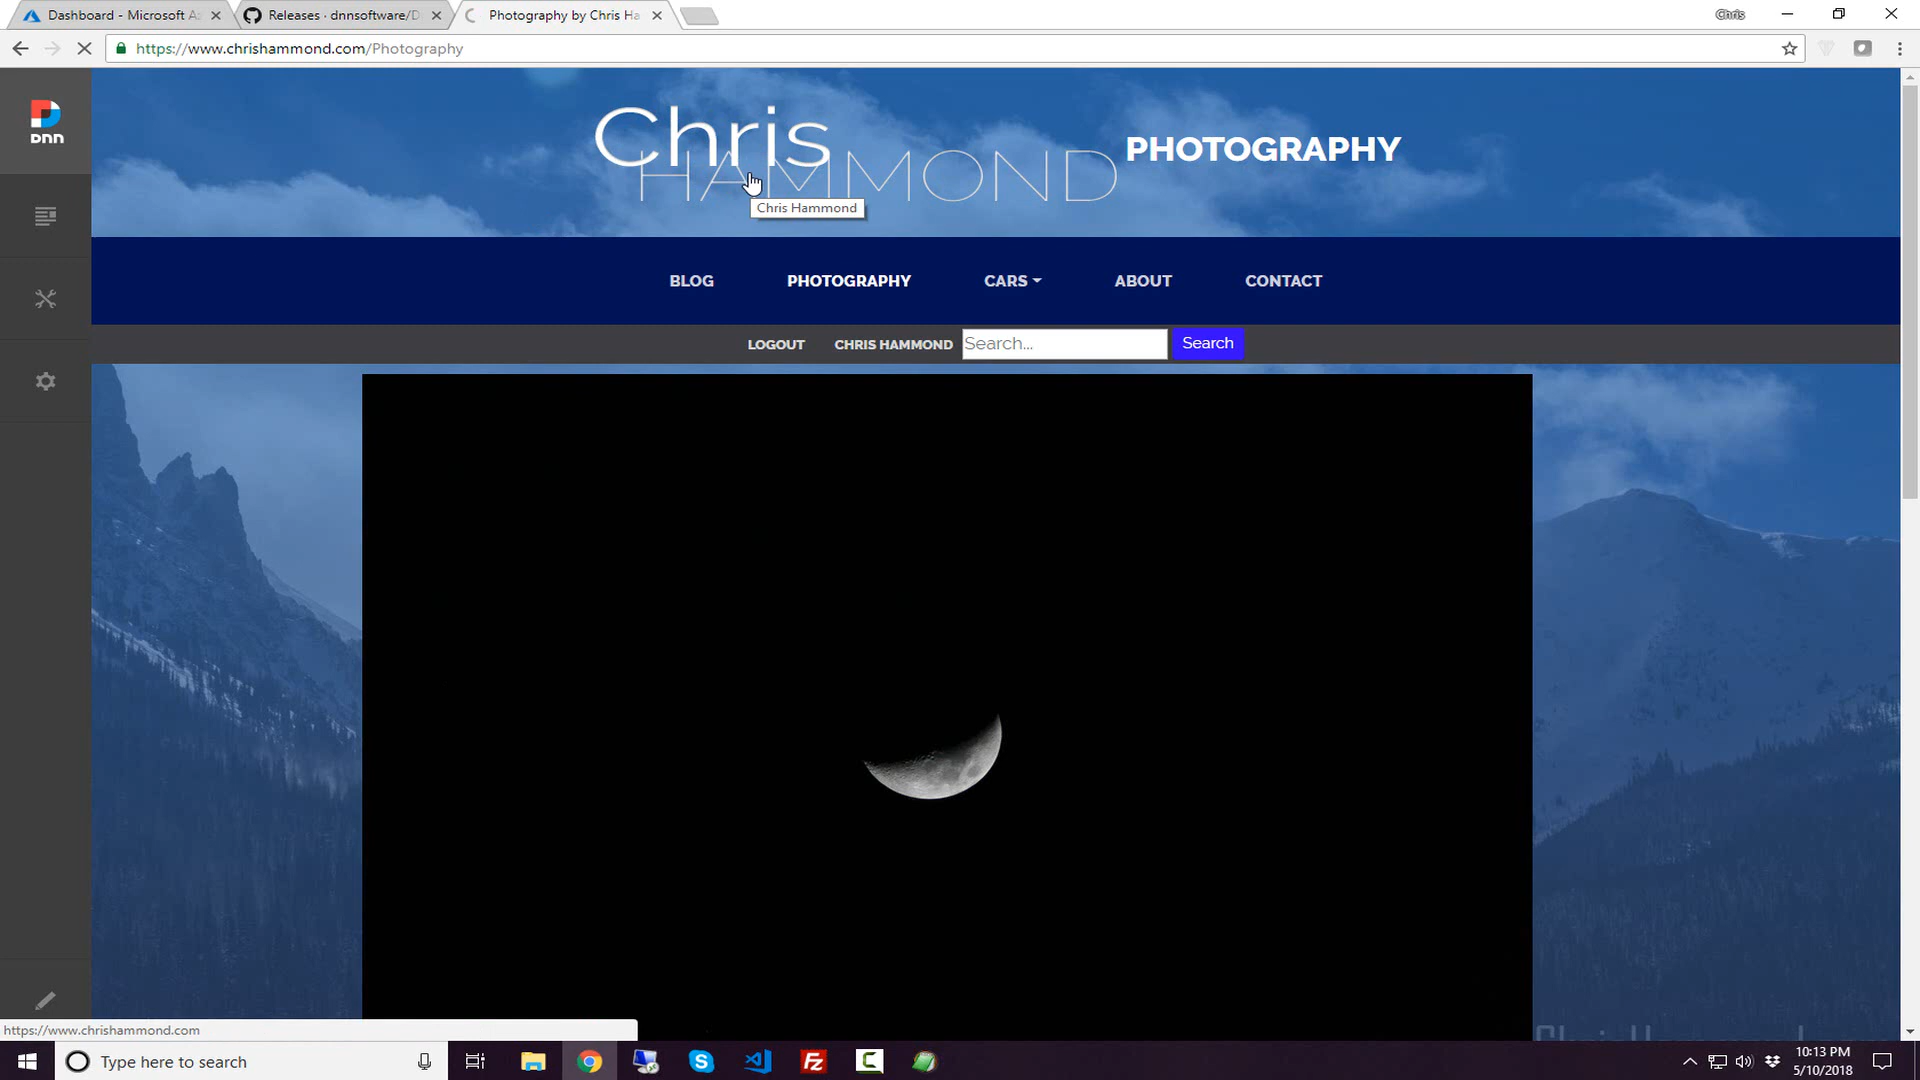 Dashboard - Microsoft Az
Releases · dnnsoftware/D
Photography by Chris Ha
Chris
https://www.chrishammond.com/Photography
DNN
Chris
HAMMOND
PHOTOGRAPHY
Chris Hammond
BLOG
PHOTOGRAPHY
CARS
ABOUT
CONTACT
LOGOUT
CHRIS HAMMOND
Search...
Search
https://www.chrishammond.com
Type here to search
10:13 PM
5/10/2018